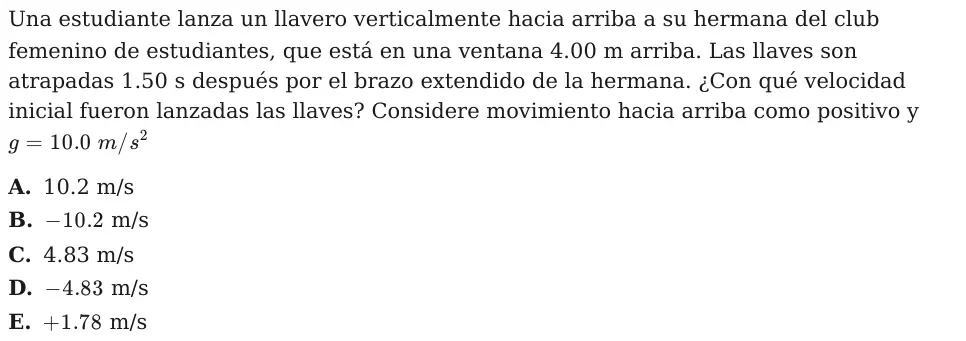 Una estudiante lanza un llavero verticalmente hacia arriba a su hermana del club
femenino de estudiantes, que está en una ventana 4.00 m arriba. Las llaves son
atrapadas 1.50 s después por el brazo extendido de la hermana. ¿Con qué velocidad
inicial fueron lanzadas las llaves? Considere movimiento hacia arriba como positivo y
g = 10.0 m/s²
A. 10.2 m/s
B. −10.2 m/s
C. 4.83 m/s
D. −4.83 m/s
E. +1.78 m/s